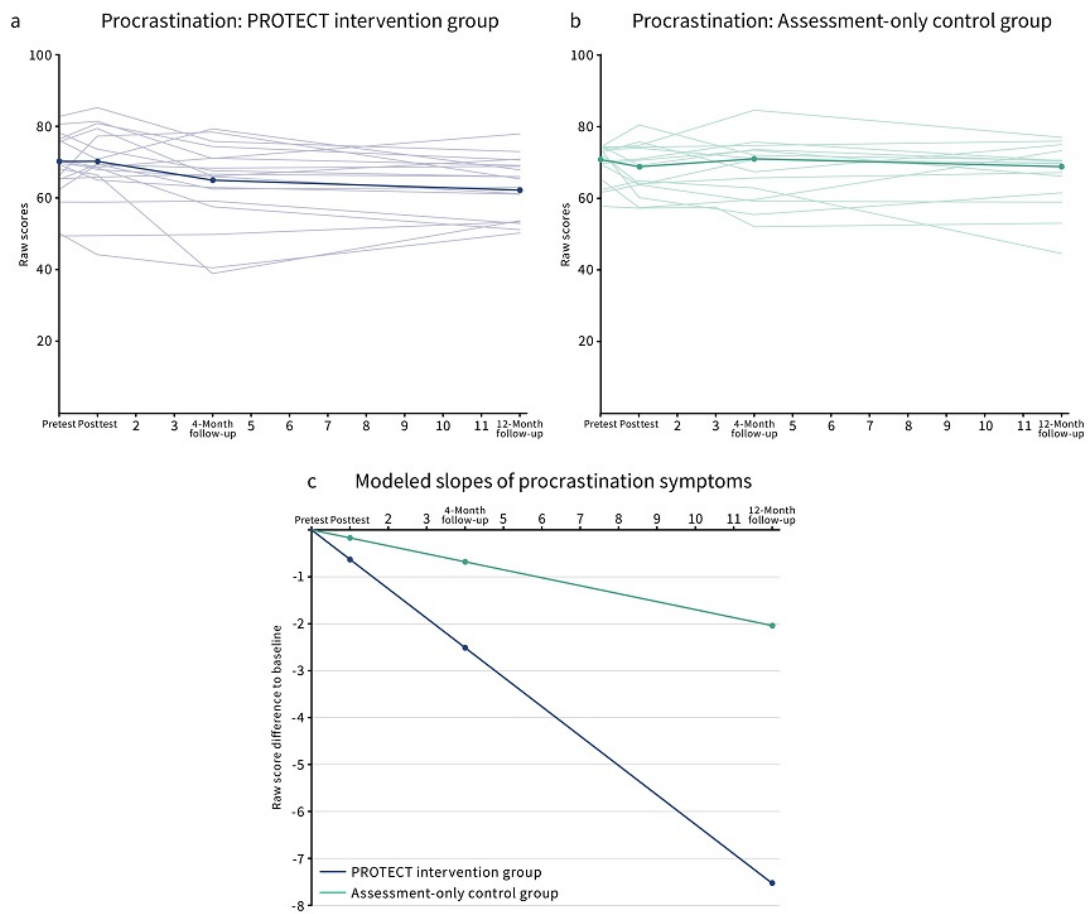 a Procrastination: PROTECT intervention group
100
80
60
40
20
Raw scores
Pretest Posttest 2 3 4-Month 5 6 7 8 9 10 11 12-Month
follow-up follow-up
b Procrastination: Assessment-only control group
100
80
60
40
20
Raw scores
Pretest Posttest 2 3 4-Month 5 6 7 8 9 10 11 12-Month
follow-up follow-up
c Modeled slopes of procrastination symptoms
Pretest Posttest 2 3 4-Month 5 6 7 8 9 10 11 12-Month
follow-up follow-up
-1
-2
-3
-4
-5
-6
-7
-8
Raw score difference to baseline
PROTECT intervention group
Assessment-only control group